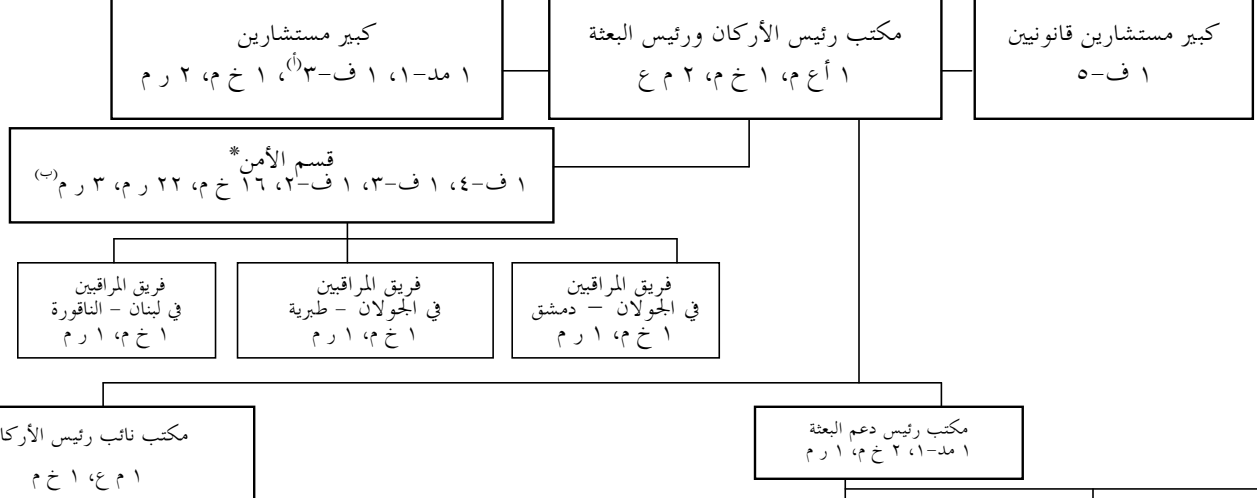 كبير مستشارين قانونيين
١ ف-٥
مكتب رئيس الأركان ورئيس البعثة
١ أ ع م، ١ خ م، ٢ م ع
كبير مستشارين
١ مد-١، ١ ف-٣(أ)، ١ خ م، ٢ ر م
قسم الأمن*
١ ف-٤، ١ ف-٣، ١ ف-٢، ١٦ خ م، ٢٢ ر م، ٣ ر م(ب)
فريق المراقبين
في الجولان – دمشق
١ خ م، ١ ر م
فريق المراقبين
في الجولان - طبرية
١ خ م، ١ ر م
فريق المراقبين
في لبنان - الناقورة
١ خ م، ١ ر م
مكتب رئيس دعم البعثة
١ مد-١، ٢ خ م، ١ ر م
مكتب نائب رئيس الأركا
١ م ع، ١ خ م